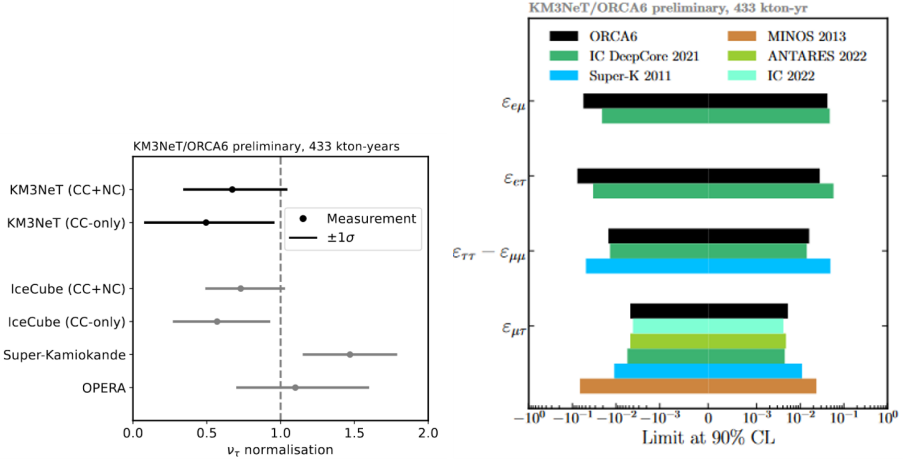 KM3NeT/ORCA6 preliminary, 433 kton-years
KM3NeT (CC+NC)
KM3NeT (CC-only)
Measurement
±1σ
IceCube (CC+NC)
IceCube (CC-only)
Super-Kamiokande
OPERA
0.0 0.5 1.0 1.5 2.0
ντ normalisation
KM3NeT/ORCA6 preliminary, 433 kton-yr
ORCA6 MINOS 2013
IC DeepCore 2021 ANTARES 2022
Super-K 2011 IC 2022
εeμ
εeτ
εττ − εμμ
εμτ
−10⁰ −10⁻¹ −10⁻² −10⁻³ 0 10⁻³ 10⁻² 10⁻¹ 10⁰
Limit at 90% CL